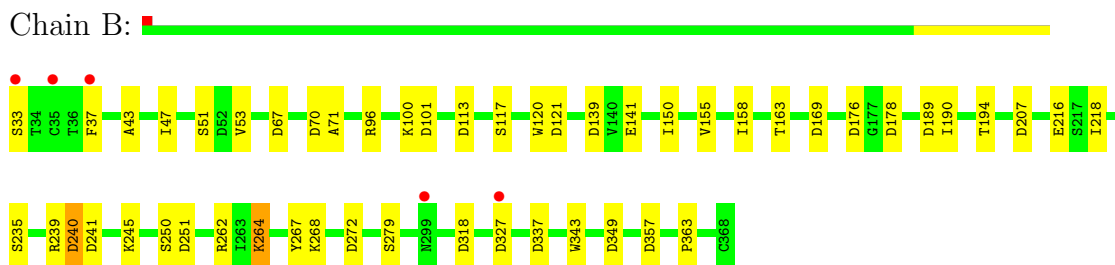 Chain B:
S33 T34 C35 T36 F37 A43 I47 S51 D52 V53 D67 D70 A71 R96 K100 D101 D113 S117 W120 D121 D139 V140 E141 I150 V155 I158 T163 D169 D176 G177 D178 D189 I190 T194 D207 E216 S217 I218
S235 R239 D240 D241 K245 S250 D251 R262 I263 K264 Y267 K268 D272 S279 N299 D318 D327 D337 W343 D349 D357 P363 C368